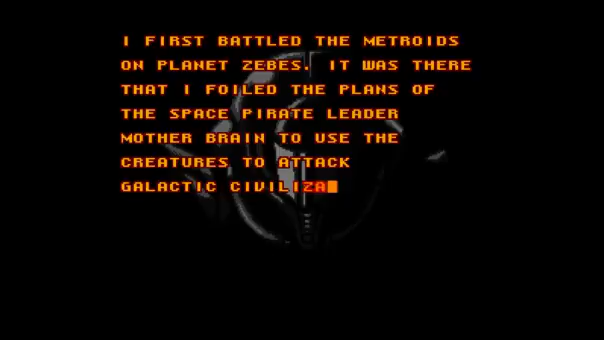 I FIRST BATTLED THE METROIDS
ON PLANET ZEBES. IT WAS THERE
THAT I FOILED THE PLANS OF
THE SPACE PIRATE LEADER
MOTHER BRAIN TO USE THE
CREATURES TO ATTACK
GALACTIC CIVILIZA